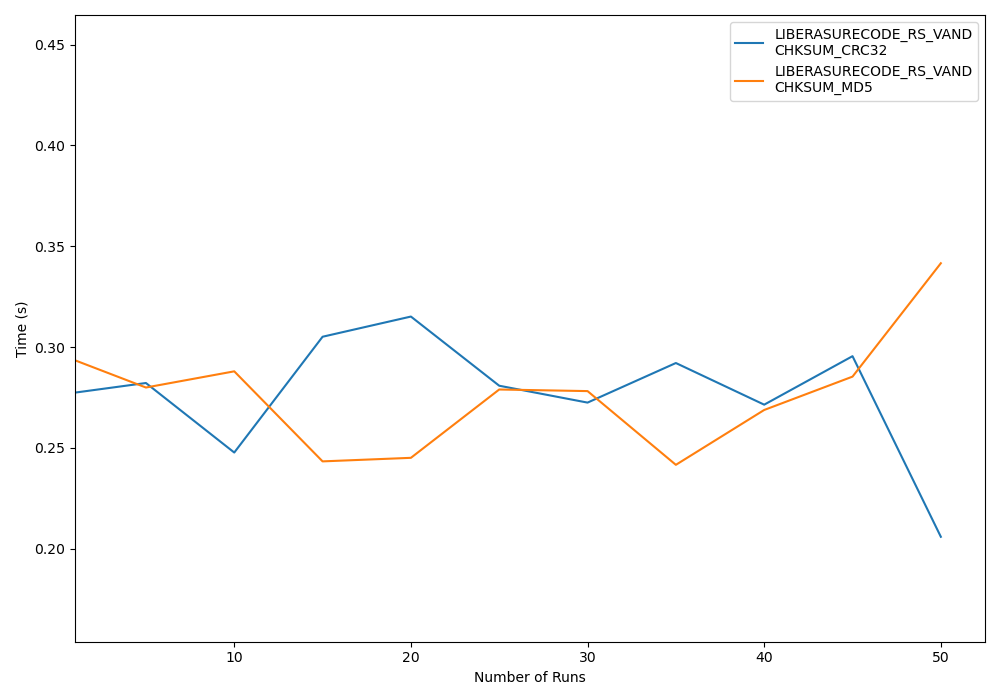 LIBERASURECODE_RS_VAND
CHKSUM_CRC32
LIBERASURECODE_RS_VAND
CHKSUM_MD5
0.45
0.40
0.35
0.30
0.25
0.20
Time (s)
10 20 30 40 50
Number of Runs